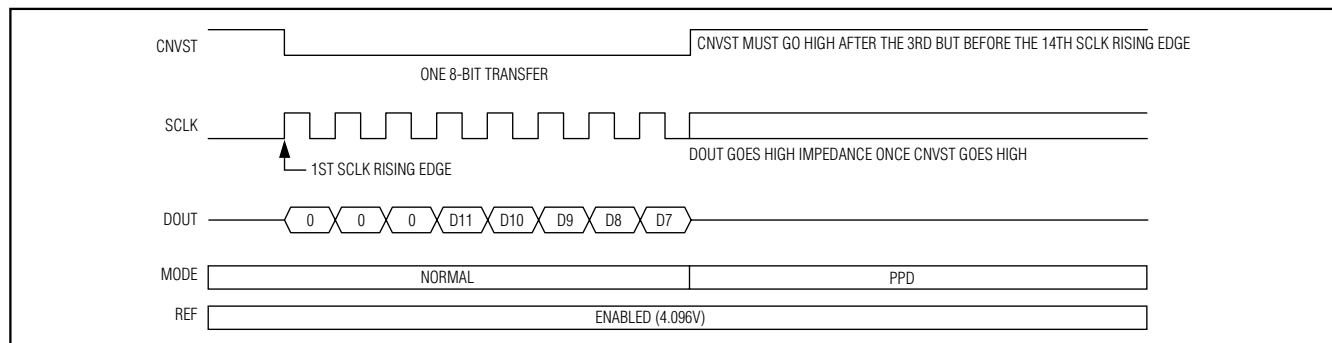 CNVST
CNVST MUST GO HIGH AFTER THE 3RD BUT BEFORE THE 14TH SCLK RISING EDGE
ONE 8-BIT TRANSFER
SCLK
DOUT GOES HIGH IMPEDANCE ONCE CNVST GOES HIGH
1ST SCLK RISING EDGE
DOUT 0 0 0 D11 D10 D9 D8 D7
MODE NORMAL PPD
REF ENABLED (4.096V)